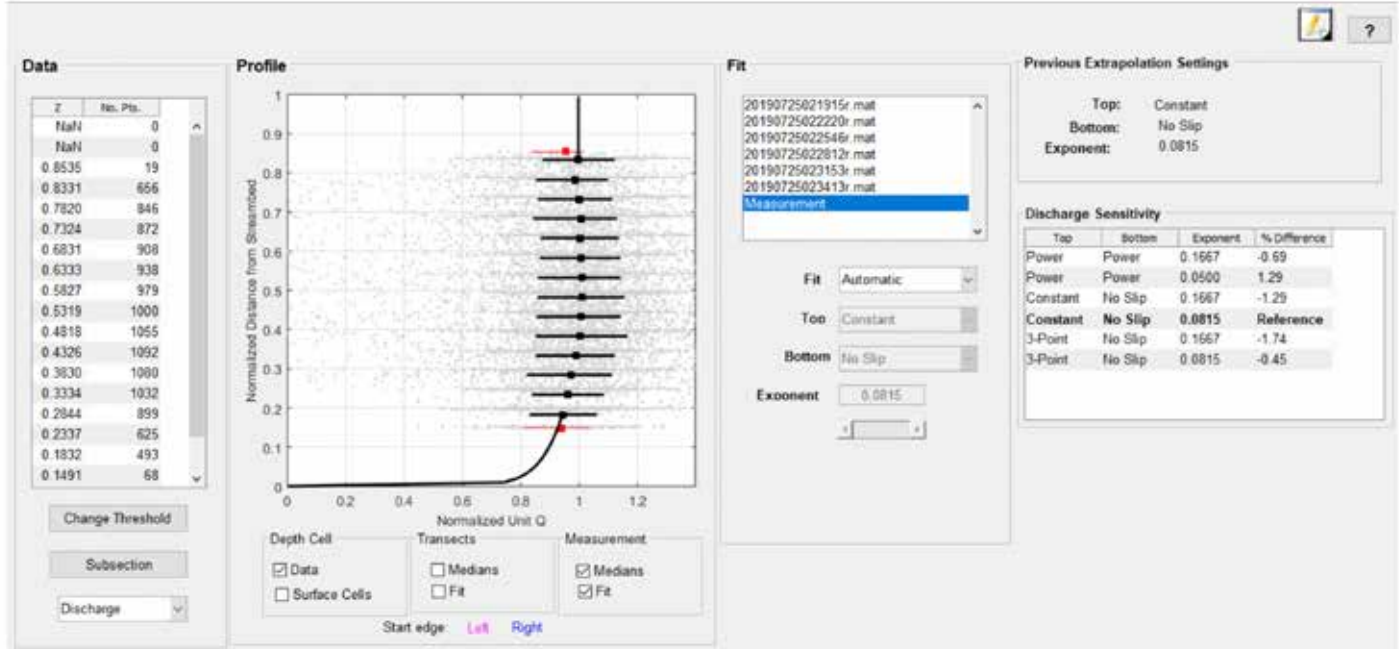 ?
Data
Z No. Pts.
NaN 0
NaN 0
0.8535 19
0.8331 656
0.7820 846
0.7324 872
0.6831 908
0.6333 938
0.5827 979
0.5319 1000
0.4818 1055
0.4326 1092
0.3830 1080
0.3334 1032
0.2844 899
0.2337 625
0.1832 493
0.1491 68
Change Threshold
Subsection
Discharge
Profile
Normalized Distance from Streambed
1
0.9
0.8
0.7
0.6
0.5
0.4
0.3
0.2
0.1
0
0 0.2 0.4 0.6 0.8 1 1.2
Normalized Unit Q
Depth Cell
Data
Surface Cells
Transects
Medians
Fit
Measurement
Medians
Fit
Start edge: Left Right
Fit
20190725021915r.mat
20190725022220r.mat
20190725022546r.mat
20190725022812r.mat
20190725023153r.mat
20190725023413r.mat
Measurement
Fit Automatic
Top Constant
Bottom No Slip
Exponent 0.0815
Previous Extrapolation Settings
Top: Constant
Bottom: No Slip
Exponent: 0.0815
Discharge Sensitivity
Top Bottom Exponent % Difference
Power Power 0.1667 -0.69
Power Power 0.0500 1.29
Constant No Slip 0.1667 -1.29
Constant No Slip 0.0815 Reference
3-Point No Slip 0.1667 -1.74
3-Point No Slip 0.0815 -0.45